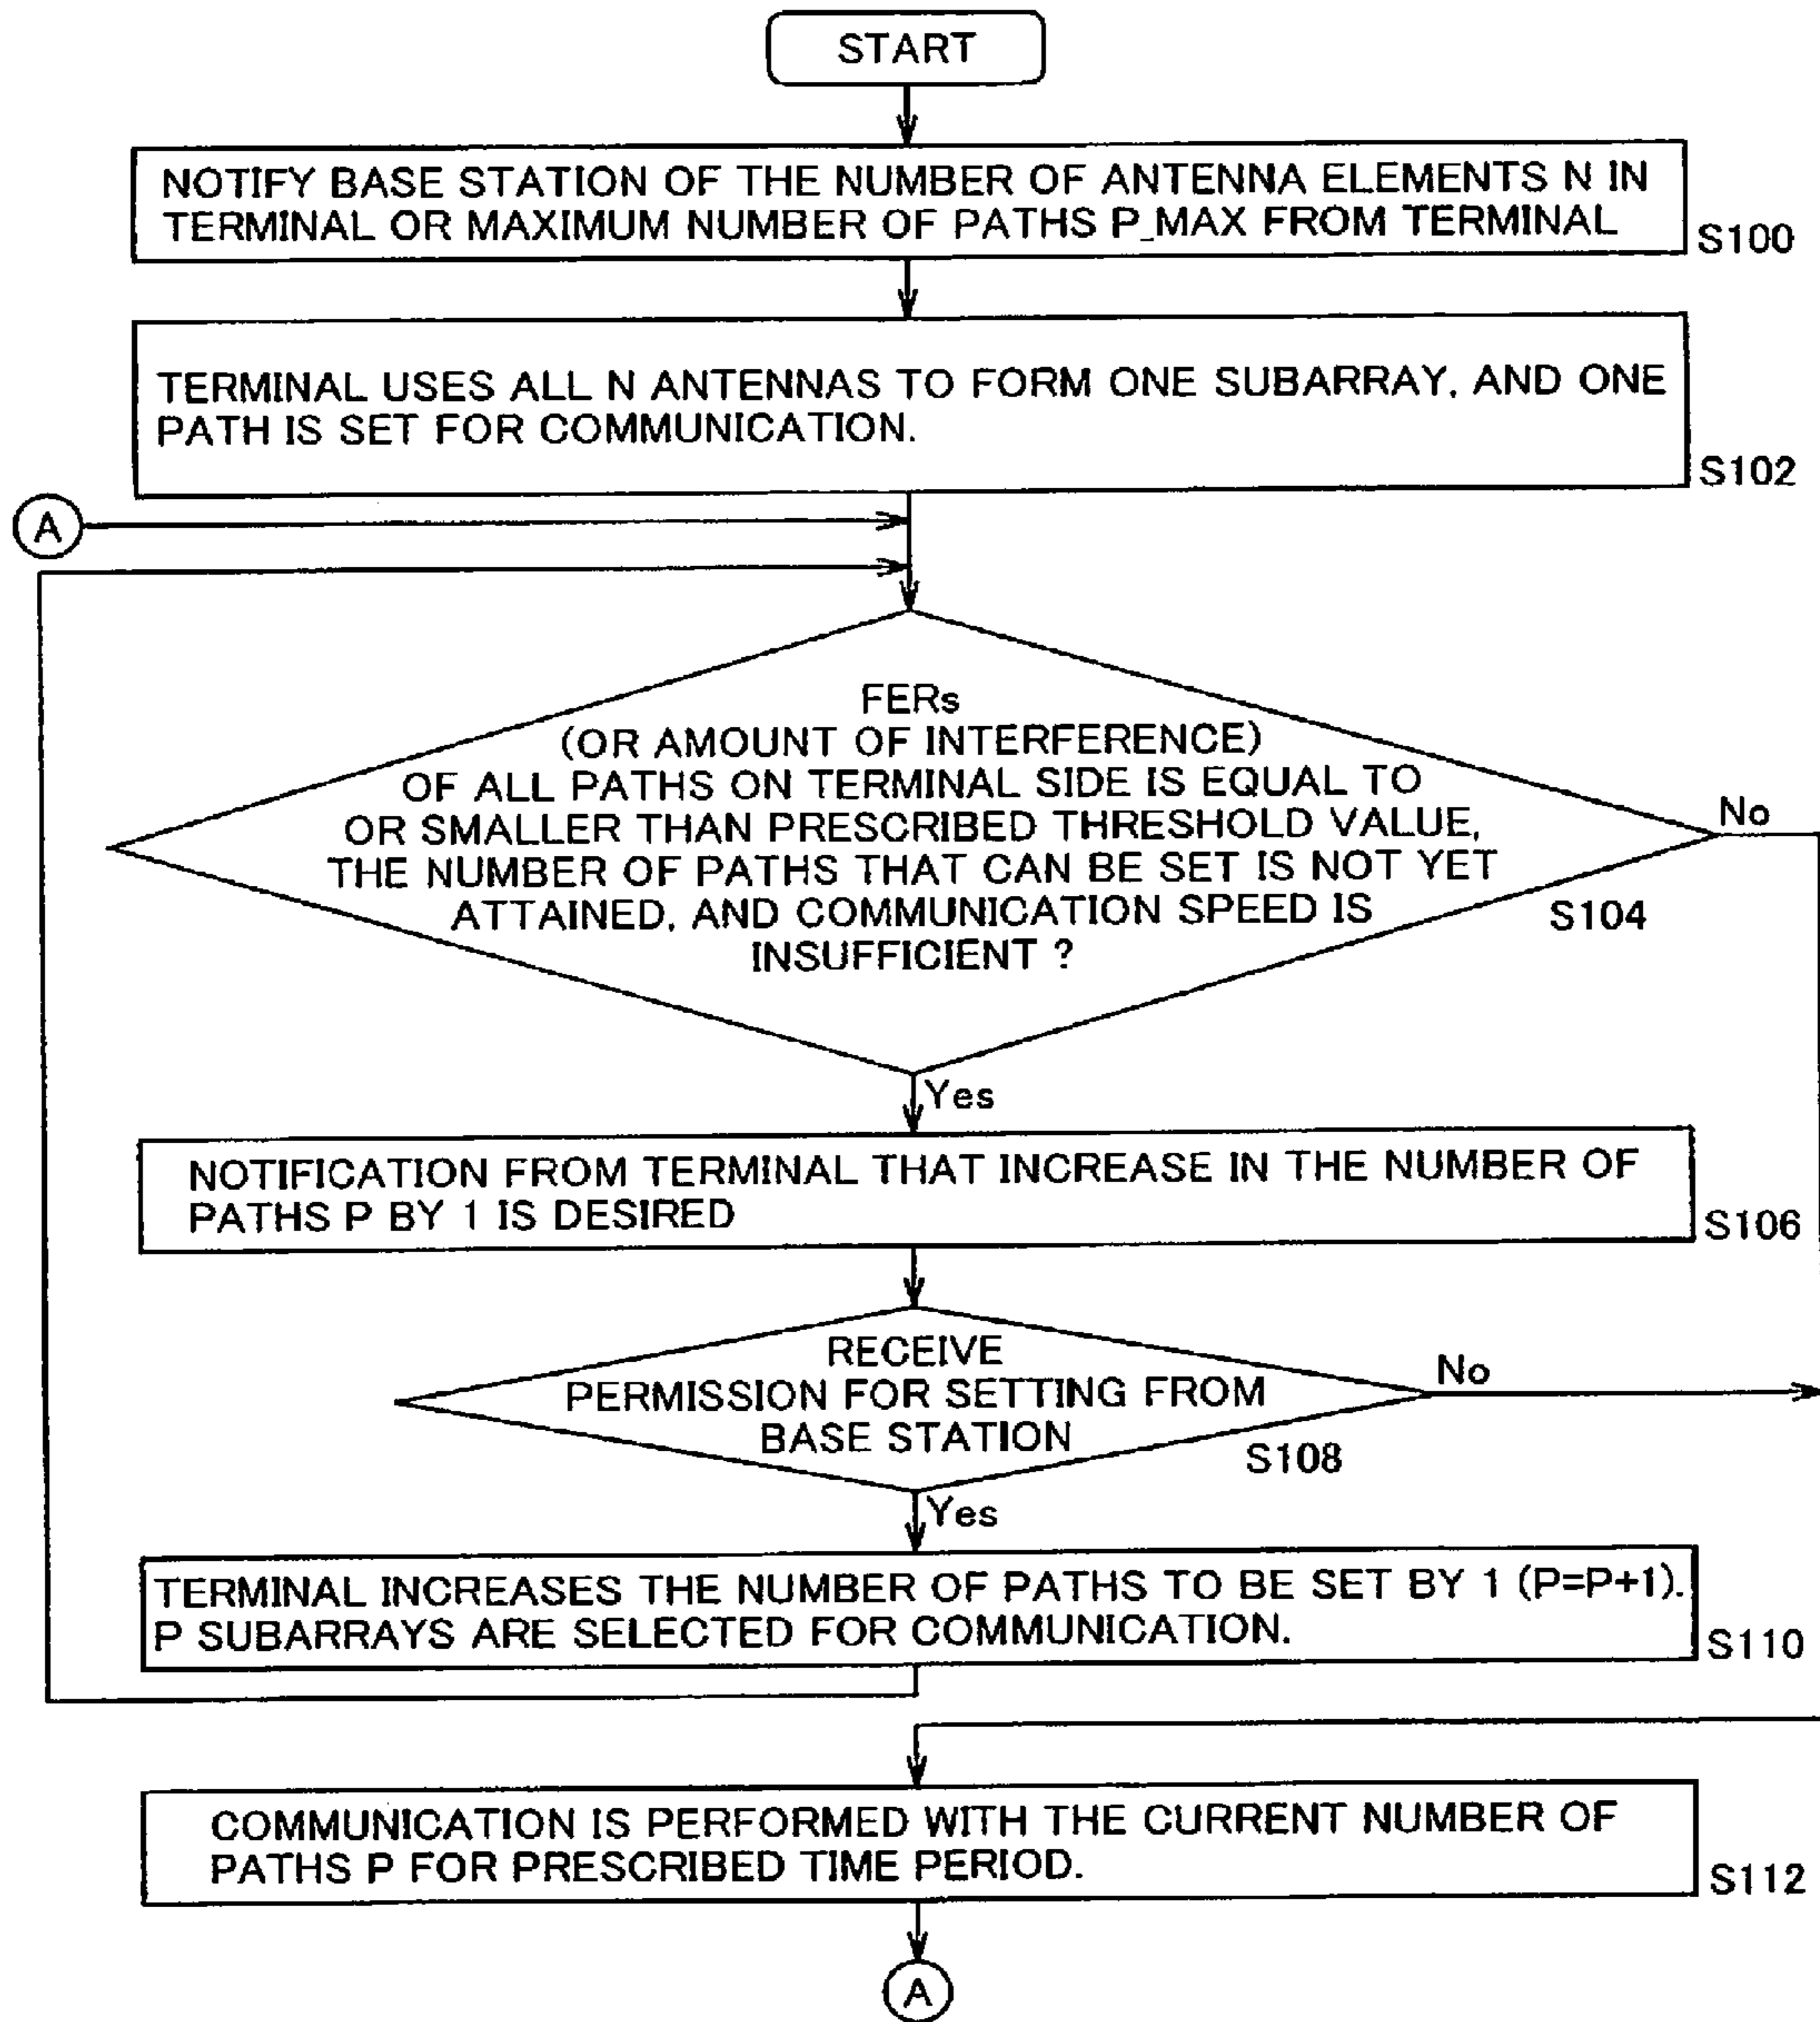 START
NOTIFY BASE STATION OF THE NUMBER OF ANTENNA ELEMENTS N IN
TERMINAL OR MAXIMUM NUMBER OF PATHS P_MAX FROM TERMINAL
S100
TERMINAL USES ALL N ANTENNAS TO FORM ONE SUBARRAY, AND ONE
PATH IS SET FOR COMMUNICATION.
S102
A
FERs
(OR AMOUNT OF INTERFERENCE)
OF ALL PATHS ON TERMINAL SIDE IS EQUAL TO
OR SMALLER THAN PRESCRIBED THRESHOLD VALUE,
THE NUMBER OF PATHS THAT CAN BE SET IS NOT YET
ATTAINED, AND COMMUNICATION SPEED IS
INSUFFICIENT ?
No
S104
Yes
NOTIFICATION FROM TERMINAL THAT INCREASE IN THE NUMBER OF
PATHS P BY 1 IS DESIRED
S106
RECEIVE
PERMISSION FOR SETTING FROM
BASE STATION
No
S108
Yes
TERMINAL INCREASES THE NUMBER OF PATHS TO BE SET BY 1 (P=P+1).
P SUBARRAYS ARE SELECTED FOR COMMUNICATION.
S110
COMMUNICATION IS PERFORMED WITH THE CURRENT NUMBER OF
PATHS P FOR PRESCRIBED TIME PERIOD.
S112
A